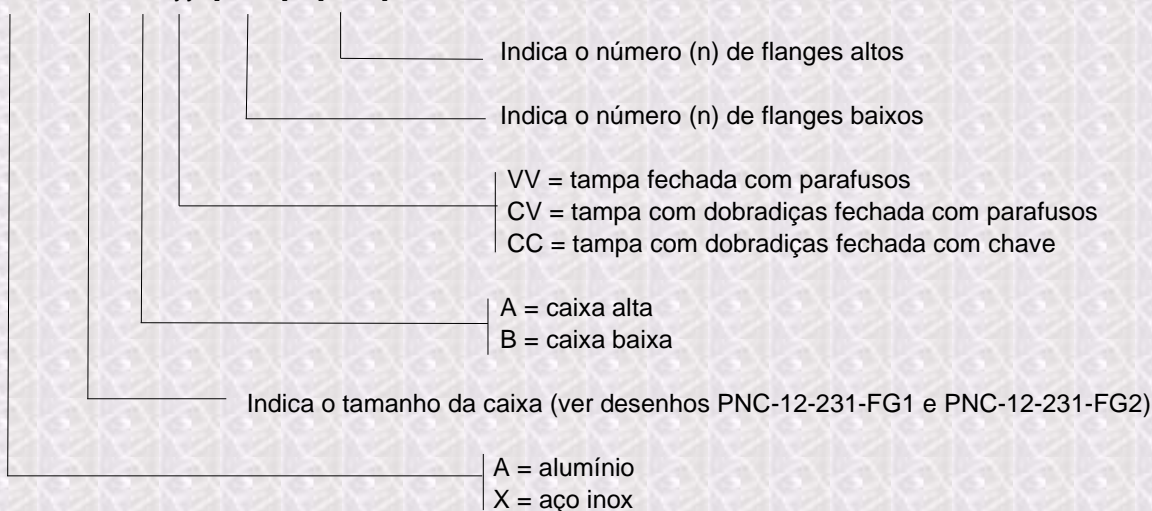 Indica o número (n) de flanges altos
Indica o número (n) de flanges baixos
VV = tampa fechada com parafusos
CV = tampa com dobradiças fechada com parafusos
CC = tampa com dobradiças fechada com chave
A = caixa alta
B = caixa baixa
Indica o tamanho da caixa (ver desenhos PNC-12-231-FG1 e PNC-12-231-FG2)
A = alumínio
X = aço inox